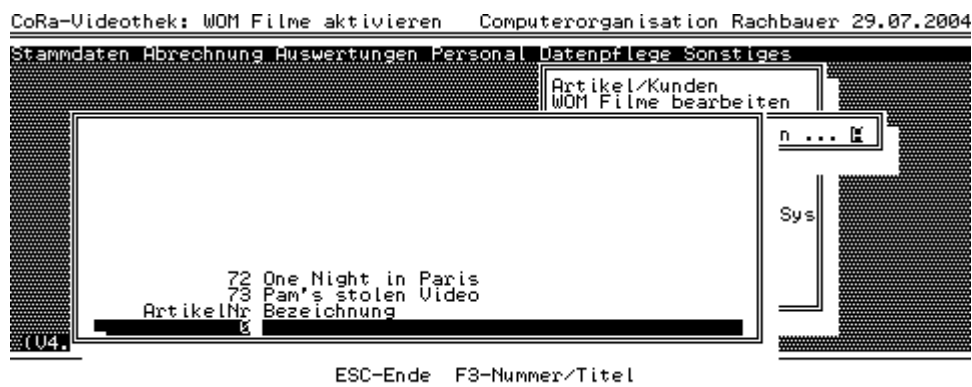 CoRa-Videothek: WOM Filme aktivieren Computerorganisation Rachbauer 29.07.2004
Stammdaten Abrechnung Auswertungen Personal Datenpflege Sonstiges
Artikel/Kunden
WOM Filme bearbeiten
n ...
Sys
72 One Night in Paris
73 Pam's stolen Video
ArtikelNr Bezeichnung
0
(V4.
ESC-Ende F3-Nummer/Titel